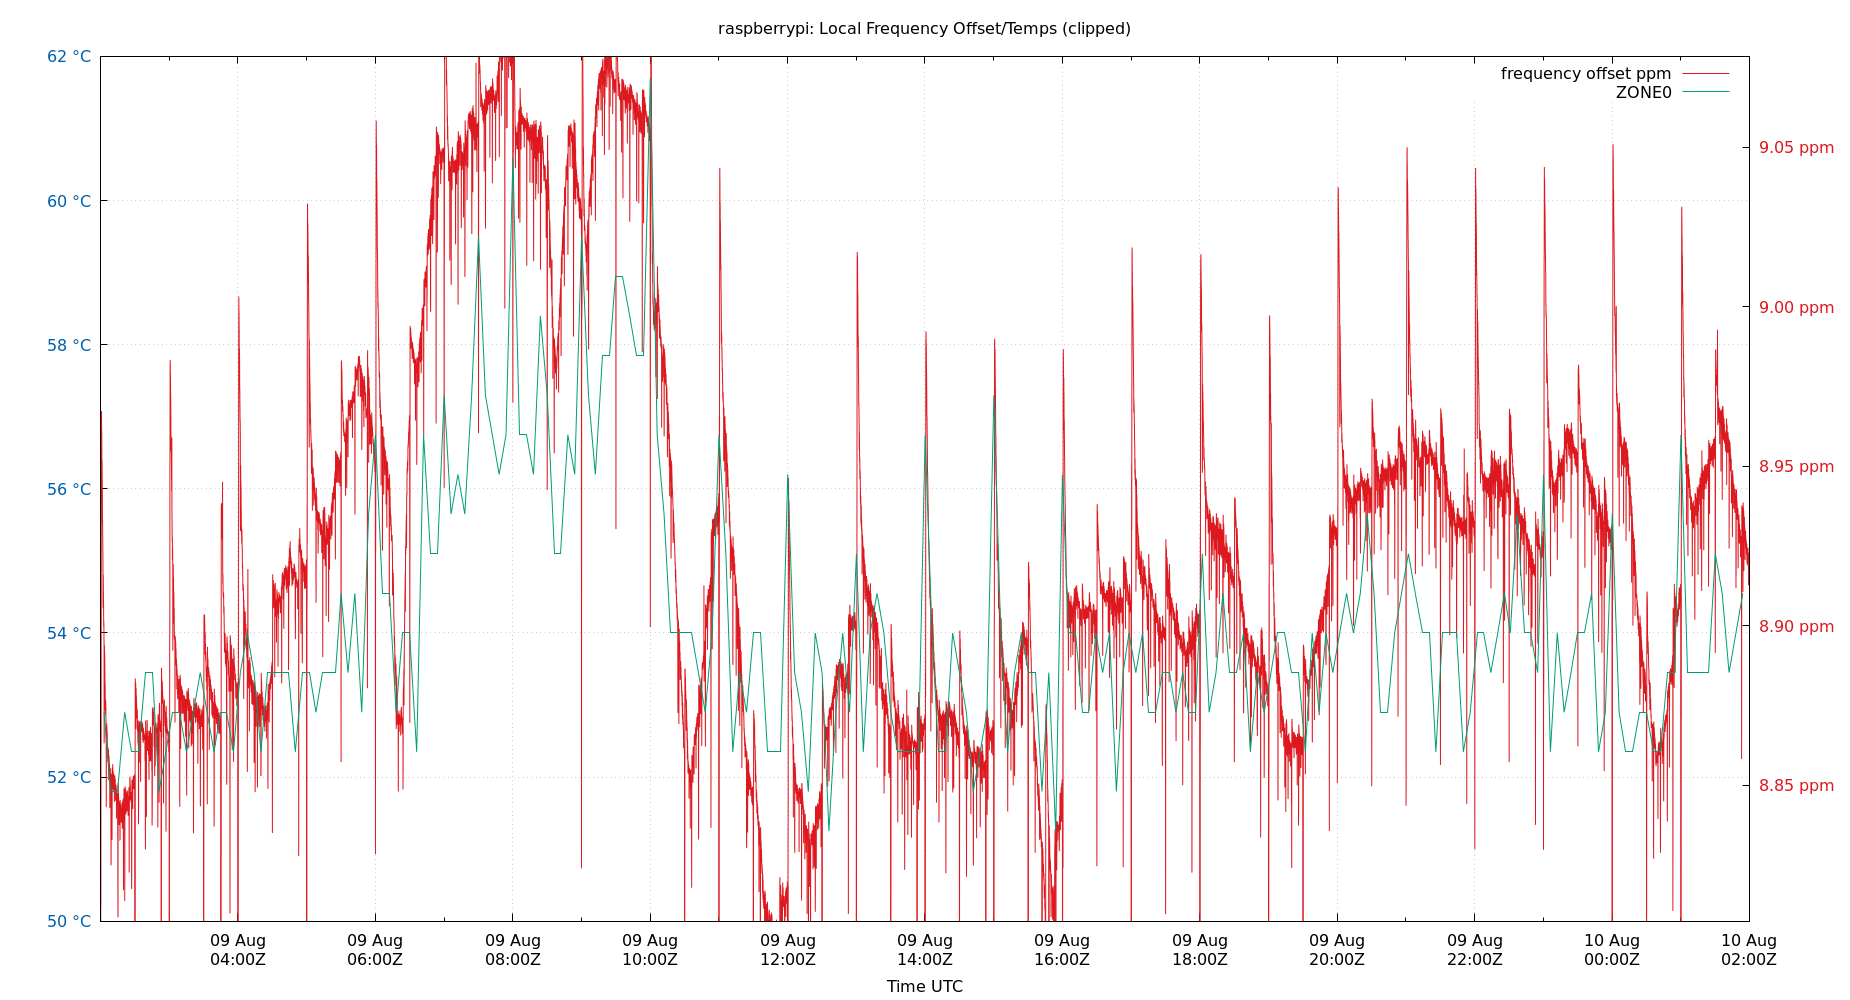 raspberrypi: Local Frequency Offset/Temps (clipped)
62 °C
60 °C
58 °C
56 °C
54 °C
52 °C
50 °C
frequency offset ppm
ZONE0
9.05 ppm
9.00 ppm
8.95 ppm
8.90 ppm
8.85 ppm
09 Aug
04:00Z
09 Aug
06:00Z
09 Aug
08:00Z
09 Aug
10:00Z
09 Aug
12:00Z
09 Aug
14:00Z
09 Aug
16:00Z
09 Aug
18:00Z
09 Aug
20:00Z
09 Aug
22:00Z
10 Aug
00:00Z
10 Aug
02:00Z
Time UTC